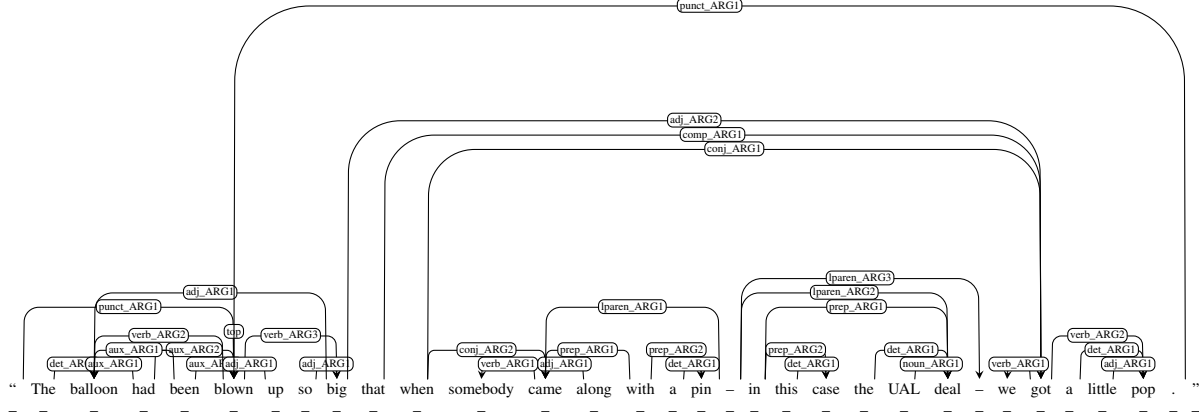 punct_ARG1
adj_ARG2
comp_ARG1
conj_ARG1
lparen_ARG3
adj_ARG1 lparen_ARG2
punct_ARG1 lparen_ARG1 prep_ARG1
top
verb_ARG2 verb_ARG3 verb_ARG2
aux_ARG1 aux_ARG2 conj_ARG2 prep_ARG1 prep_ARG2 prep_ARG2 det_ARG1 det_ARG1
adj_ARG1 adj_ARG1 verb_ARG1 adj_ARG1 det_ARG1 det_ARG1 noun_ARG1 verb_ARG1 adj_ARG1
“ The balloon had been blown up so big that when somebody came along with a pin – in this case the UAL deal – we got a little pop . ”
_ _ _ _ _ _ _ _ _ _ _ _ _ _ _ _ _ _ _ _ _ _ _ _ _ _ _ _ _ _ _ _ _